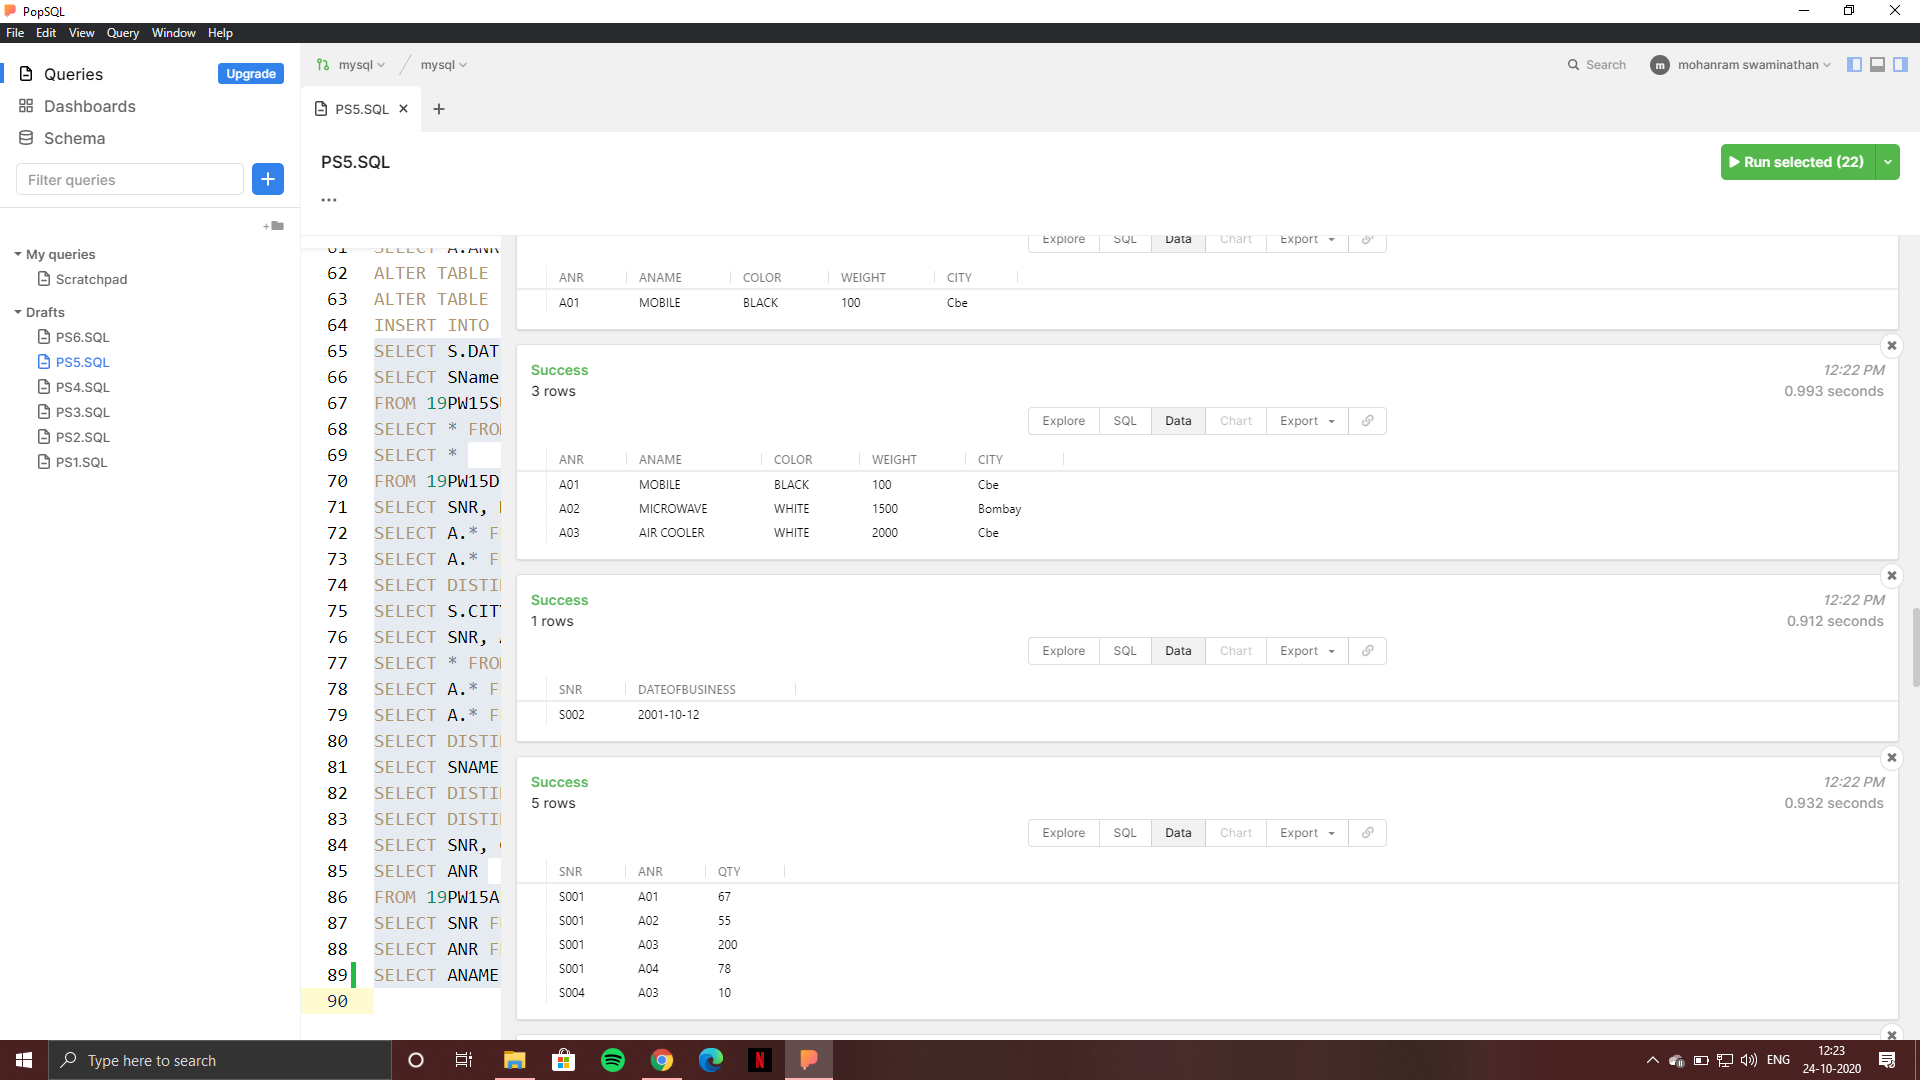 PopSQL
File Edit View Query Window Help
Queries
Upgrade
Dashboards
Schema
Filter queries
My queries
Scratchpad
Drafts
PS6.SQL
PS5.SQL
PS4.SQL
PS3.SQL
PS2.SQL
PS1.SQL
mysql
mysql
Search
m mohanram swaminathan
PS5.SQL
PS5.SQL
...
Run selected (22)
61 SELECT A.ANR
62 ALTER TABLE
63 ALTER TABLE
64 INSERT INTO
65 SELECT S.DAT
66 SELECT SName
67 FROM 19PW15SU
68 SELECT * FROM
69 SELECT *
70 FROM 19PW15D
71 SELECT SNR,
72 SELECT A.* F
73 SELECT A.* F
74 SELECT DISTIN
75 SELECT S.CITY
76 SELECT SNR,
77 SELECT * FROM
78 SELECT A.* F
79 SELECT A.* F
80 SELECT DISTIN
81 SELECT SNAME
82 SELECT DISTIN
83 SELECT DISTIN
84 SELECT SNR,
85 SELECT ANR
86 FROM 19PW15A
87 SELECT SNR F
88 SELECT ANR F
89 SELECT ANAME
90
Explore SQL Data Chart Export
ANR ANAME COLOR WEIGHT CITY
A01 MOBILE BLACK 100 Cbe
Success 12:22 PM
3 rows 0.993 seconds
Explore SQL Data Chart Export
ANR ANAME COLOR WEIGHT CITY
A01 MOBILE BLACK 100 Cbe
A02 MICROWAVE WHITE 1500 Bombay
A03 AIR COOLER WHITE 2000 Cbe
Success 12:22 PM
1 rows 0.912 seconds
Explore SQL Data Chart Export
SNR DATEOFBUSINESS
S002 2001-10-12
Success 12:22 PM
5 rows 0.932 seconds
Explore SQL Data Chart Export
SNR ANR QTY
S001 A01 67
S001 A02 55
S001 A03 200
S001 A04 78
S004 A03 10
Type here to search
ENG
12:23
24-10-2020